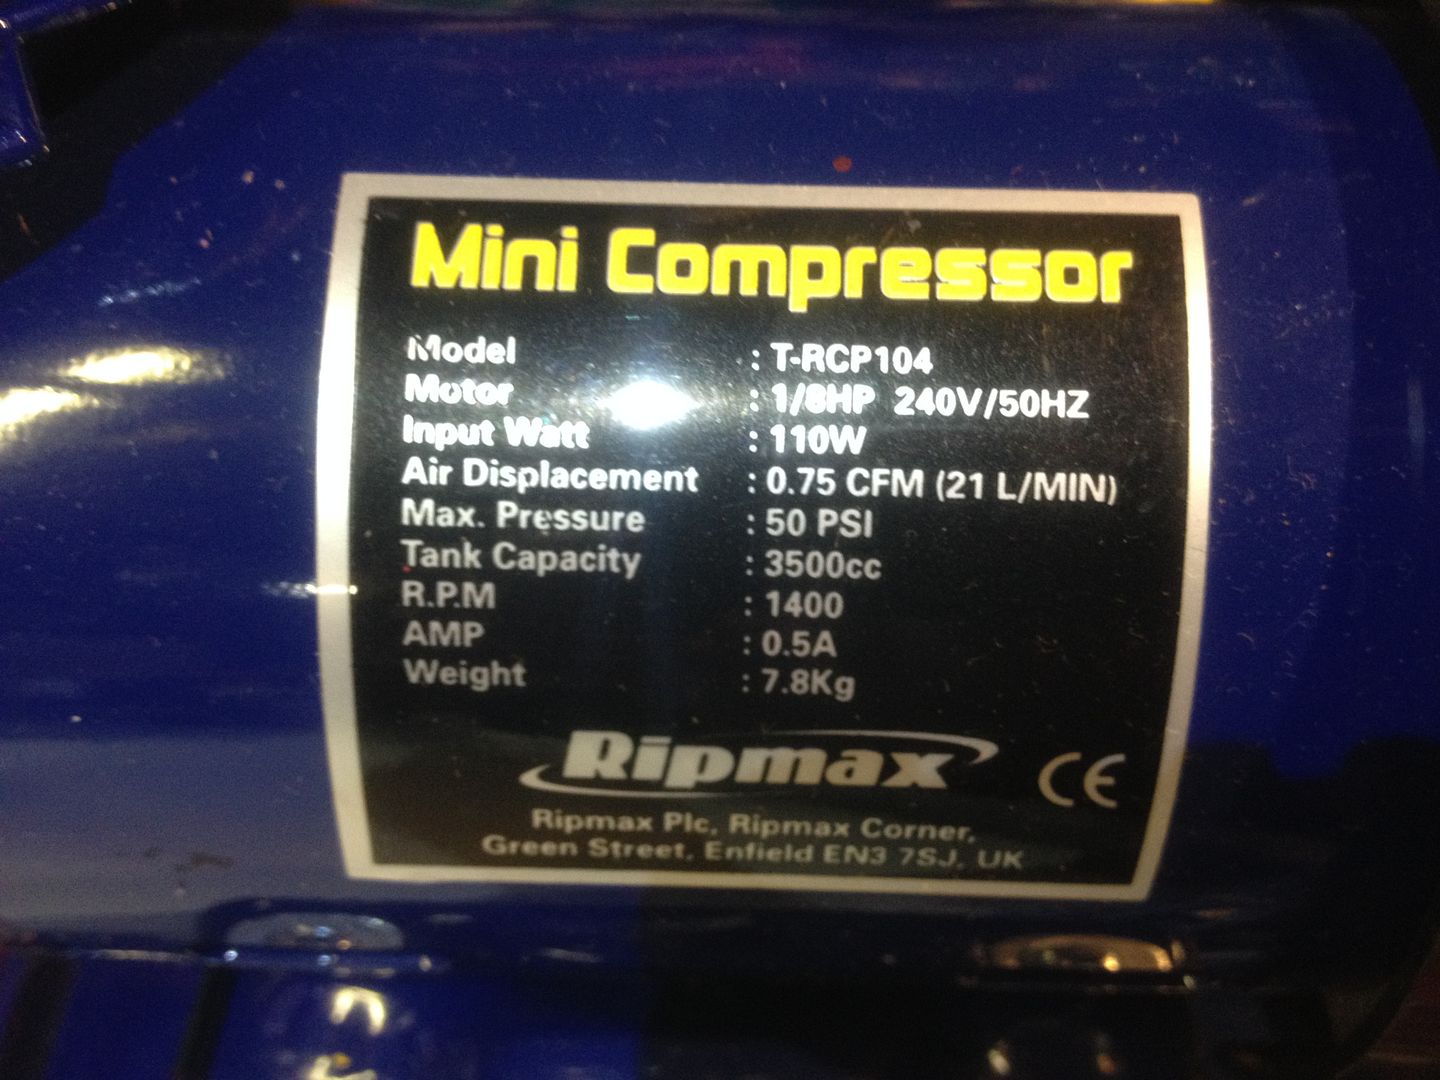 Mini Compressor
Model : T-RCP104
Motor : 1/8HP 240V/50HZ
Input Watt : 110W
Air Displacement : 0.75 CFM (21 L/MIN)
Max. Pressure : 50 PSI
Tank Capacity : 3500cc
R.P.M : 1400
AMP : 0.5A
Weight : 7.8Kg
Ripmax CE
Ripmax Plc, Ripmax Corner,
Green Street, Enfield EN3 7SJ, UK